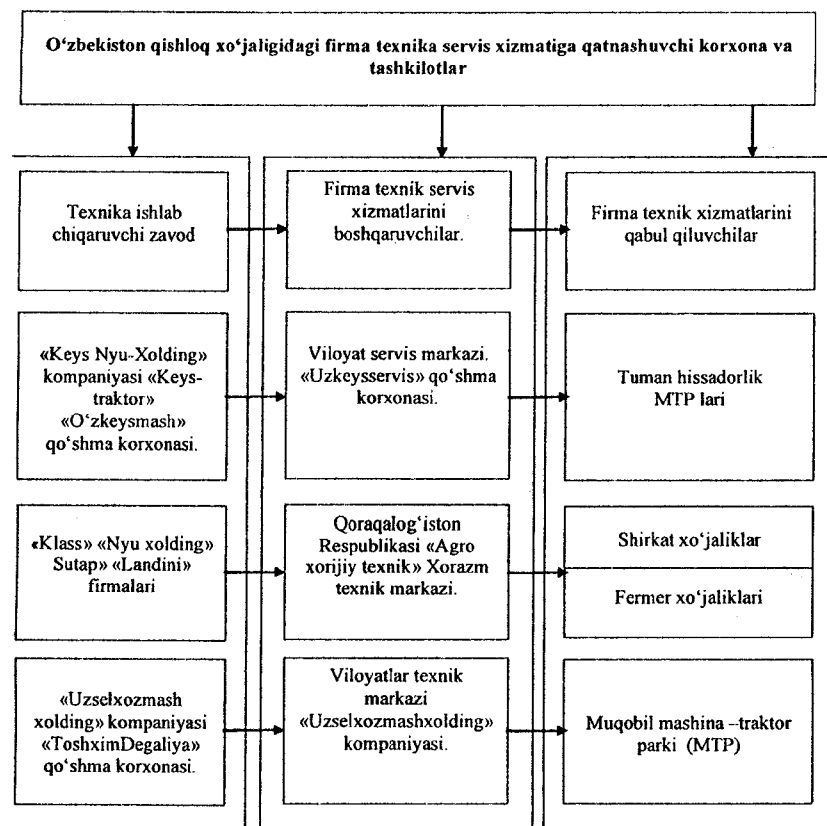 O‘zbekiston qishloq xo‘jaligidagi firma texnika servis xizmatiga qatnashuvchi korxona va
tashkilotlar
Texnika ishlab
chiqaruvchi zavod
Firma texnik servis
xizmatlarini
boshqaruvchilar.
Firma texnik xizmatlarini
qabul qiluvchilar
«Keys Nyu-Xolding»
kompaniyasi «Keys-
traktor»
«O‘zkeysmash»
qo‘shma korxonasi.
Viloyat servis markazi.
«Uzkeysservis» qo‘shma
korxonasi.
Tuman hissadorlik
MTP lari
«Klass» «Nyu xolding»
Sutap» «Landini»
firmalari
Qoraqalog‘iston
Respublikasi «Agro
xorijiy texnik» Xorazm
texnik markazi.
Shirkat xo‘jaliklar
Fermer xo‘jaliklari
«Uzselxozmash
xolding» kompaniyasi
«ToshximDegaliya»
qo‘shma korxonasi.
Viloyatlar texnik
markazi
«Uzselxozmashxolding»
kompaniyasi.
Muqobil mashina –traktor
parki (MTP)